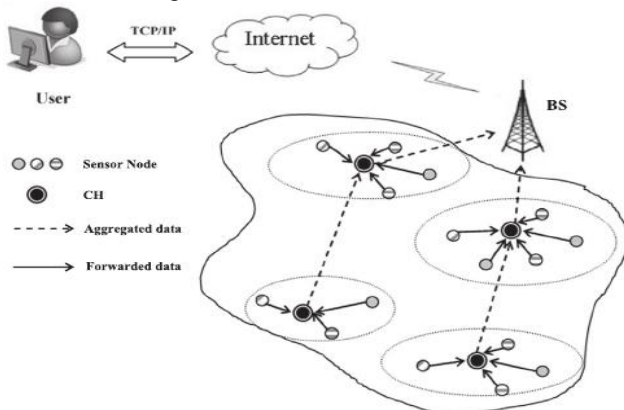 TCP/IP
Internet
User
BS
Sensor Node
CH
Aggregated data
Forwarded data